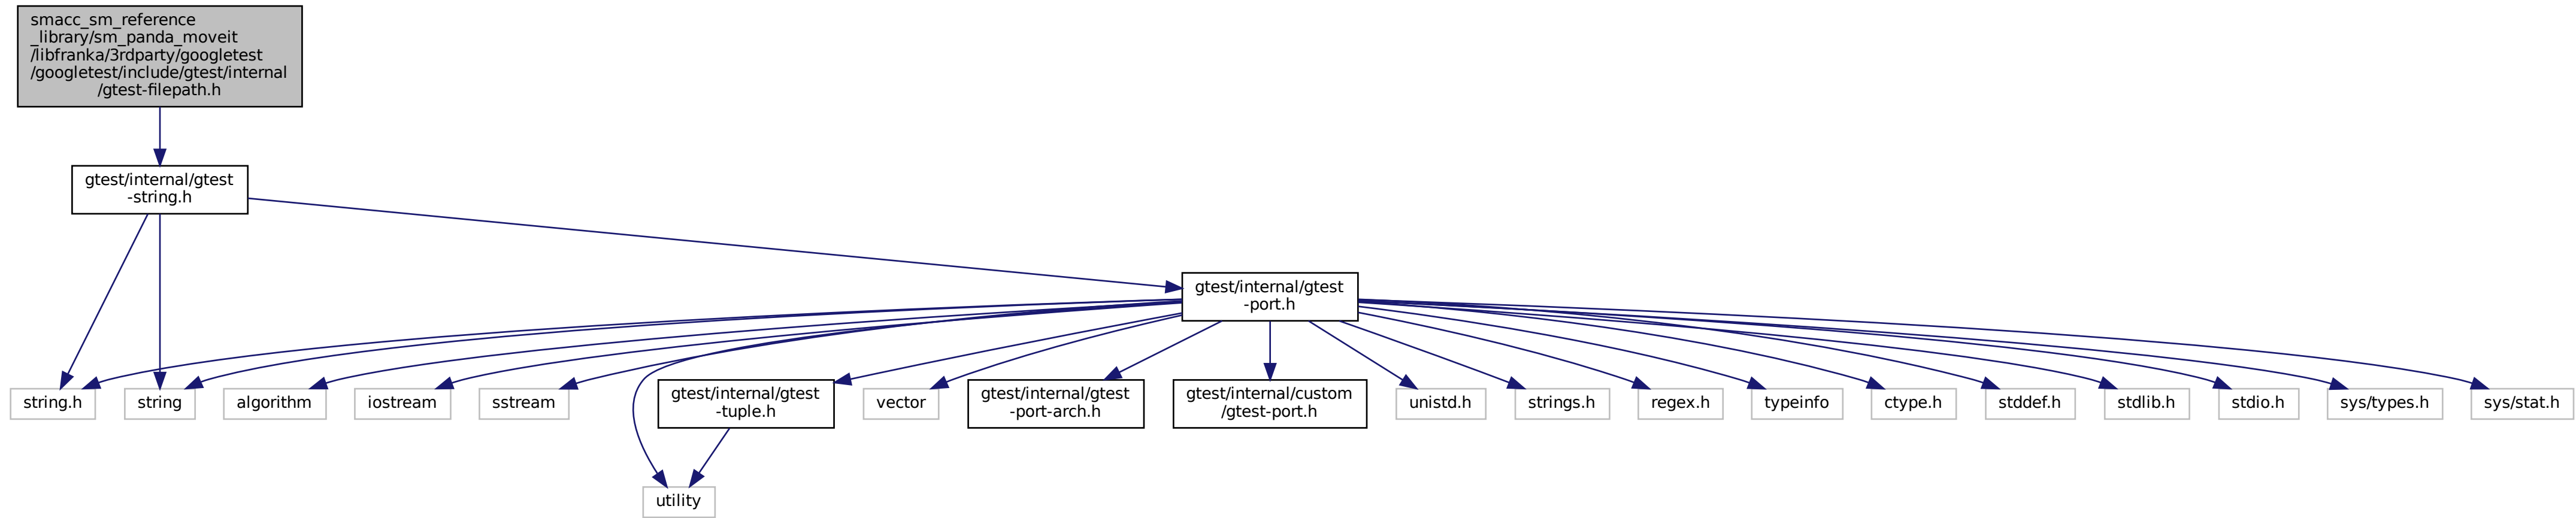 smacc_sm_reference
_library/sm_panda_moveit
/libfranka/3rdparty/googletest
/googletest/include/gtest/internal
/gtest-filepath.h
gtest/internal/gtest
-string.h
gtest/internal/gtest
-port.h
string.h
string
algorithm
iostream
sstream
gtest/internal/gtest
-tuple.h
vector
gtest/internal/gtest
-port-arch.h
gtest/internal/custom
/gtest-port.h
unistd.h
strings.h
regex.h
typeinfo
ctype.h
stddef.h
stdlib.h
stdio.h
sys/types.h
sys/stat.h
utility